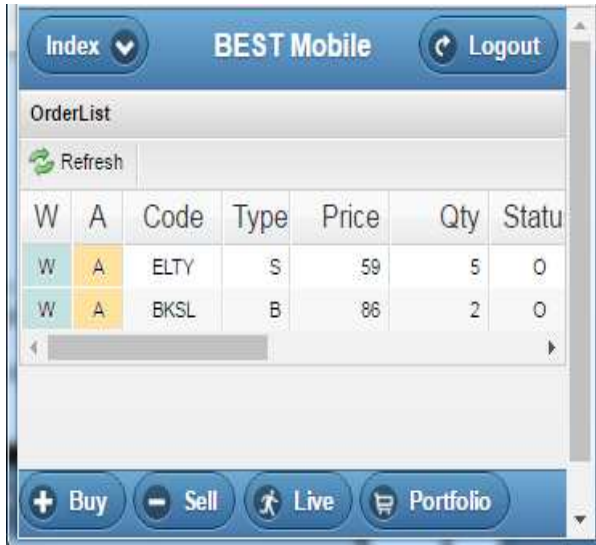 Index BEST Mobile Logout
OrderList
Refresh
W A Code Type Price Qty Statu
W A ELTY S 59 5 O
W A BKSL B 86 2 O
Buy Sell Live Portfolio